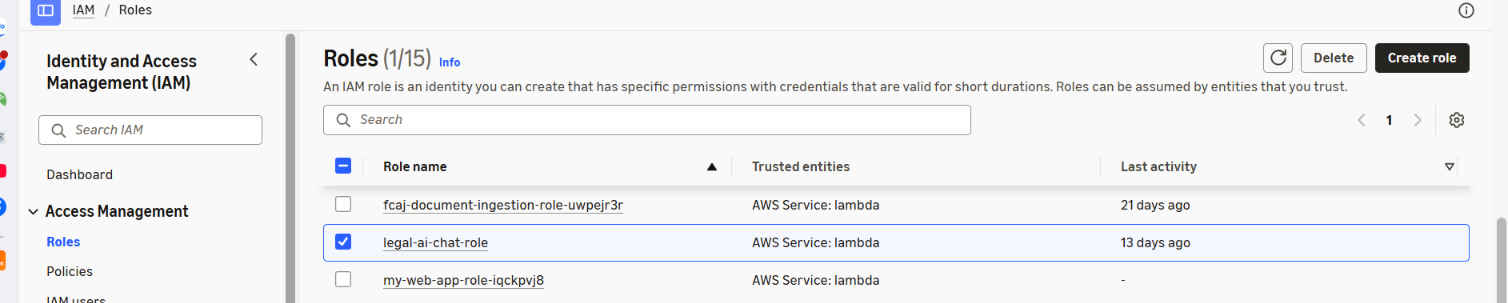 IAM / Roles
Identity and Access Management (IAM)
Search IAM
Dashboard
Access Management
Roles
Policies
IAM users
Roles (1/15) Info
Delete
Create role
An IAM role is an identity you can create that has specific permissions with credentials that are valid for short durations. Roles can be assumed by entities that you trust.
Search
1
Role name Trusted entities Last activity
fcaj-document-ingestion-role-uwpejr3r AWS Service: lambda 21 days ago
legal-ai-chat-role AWS Service: lambda 13 days ago
my-web-app-role-iqckpvj8 AWS Service: lambda -